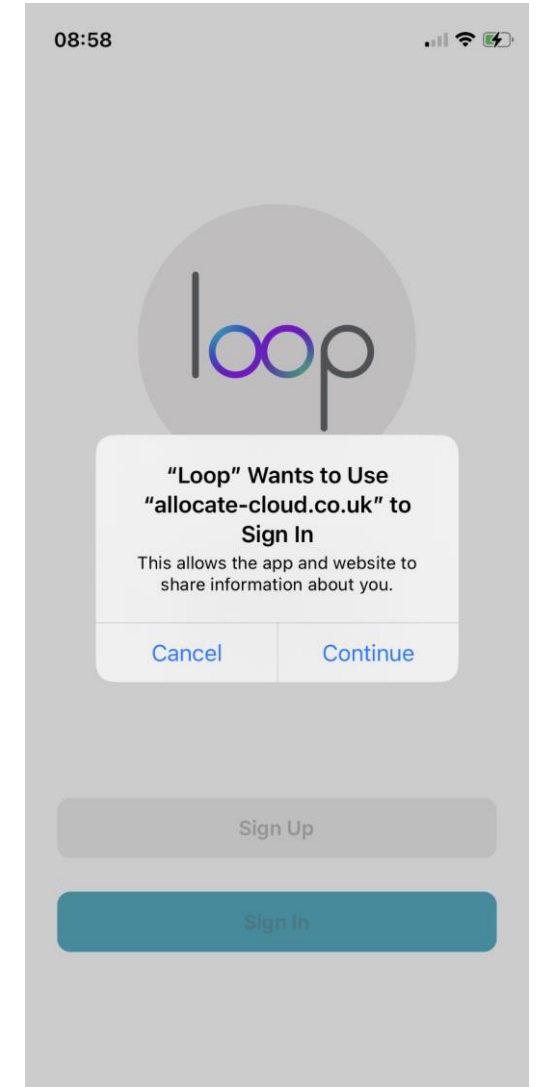 08:58
loop
“Loop” Wants to Use
“allocate-cloud.co.uk” to
Sign In
This allows the app and website to
share information about you.
Cancel
Continue
Sign Up
Sign In